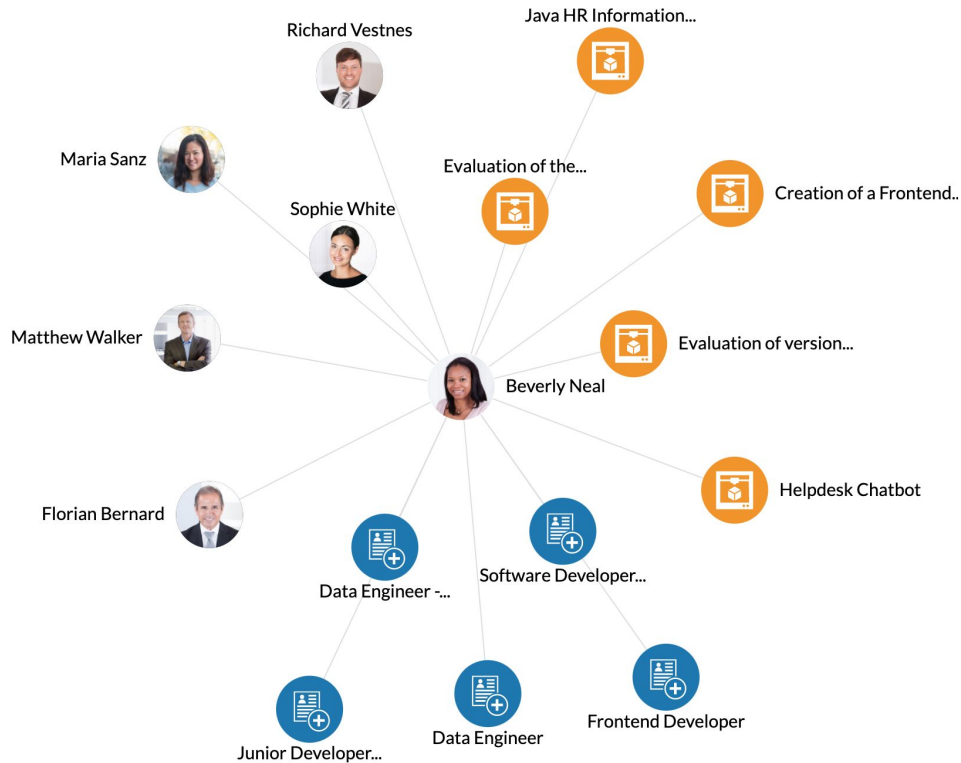 Java HR Information...
Richard Vestnes
Maria Sanz
Evaluation of the...
Creation of a Frontend..
Sophie White
Matthew Walker
Evaluation of version...
Beverly Neal
Helpdesk Chatbot
Florian Bernard
Software Developer...
Data Engineer -...
Frontend Developer
Data Engineer
Junior Developer...